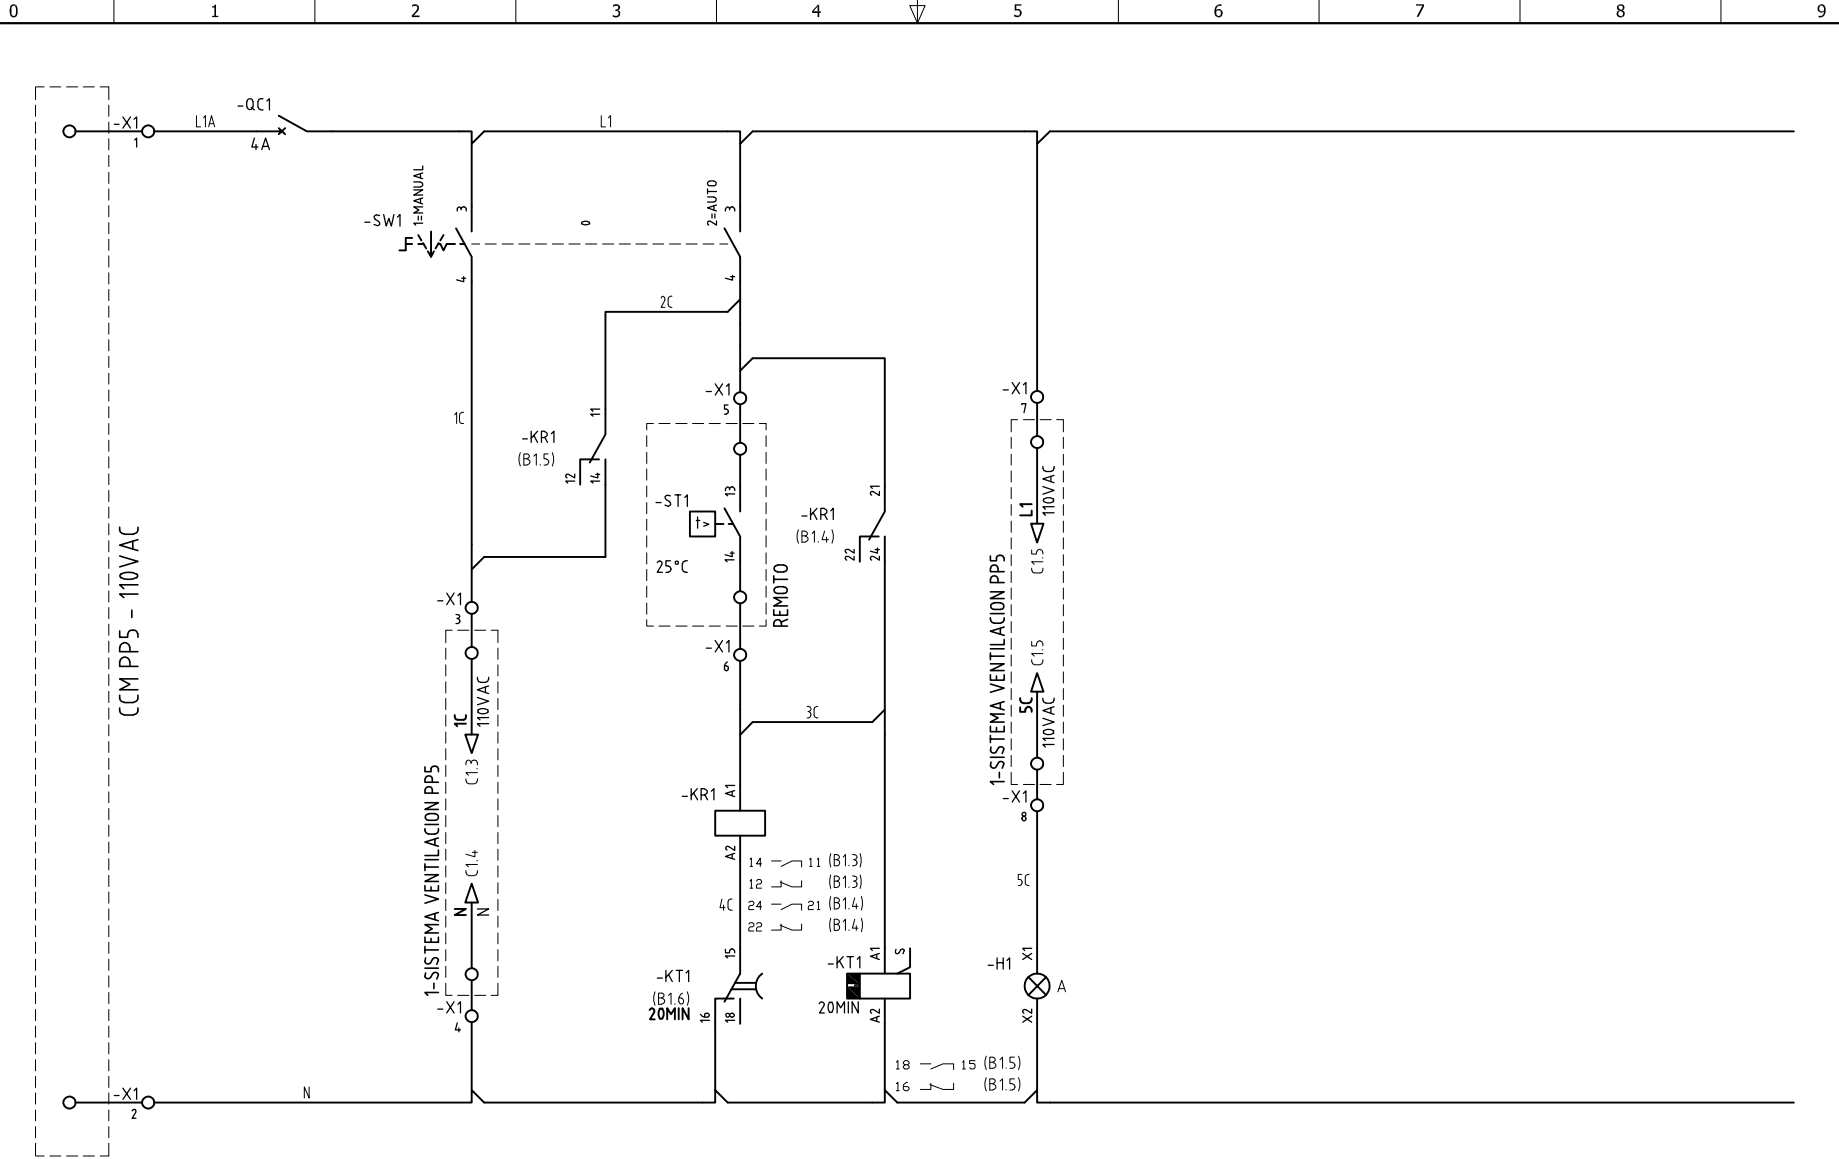 0 1 2 3 4 5 6 7 8 9
-QC1
-X1
1
L1A
4A
L1
-SW1
1=MANUAL
3
4
0
2=AUTO
3
4
2C
1C
-KR1
(B1.5)
11
12
14
-X1
5
-ST1
t>
13
14
25°C
REMOTO
-X1
6
-KR1
(B1.4)
21
22
24
-X1
7
L1
110VAC
C1.5
C1.5
5C
110VAC
1-SISTEMA VENTILACION PP5
-X1
8
CCM PP5 - 110VAC
-X1
3
1C
110VAC
C1.3
C1.4
N
N
1-SISTEMA VENTILACION PP5
-X1
4
3C
-KR1
A1
A2
14 11 (B1.3)
12 (B1.3)
24 21 (B1.4)
22 (B1.4)
4C
-KT1
(B1.6)
20MIN
15
16
18
-KT1
20MIN
A1
S
A2
18 15 (B1.5)
16 (B1.5)
5C
-H1
X1
A
X2
-X1
2
N